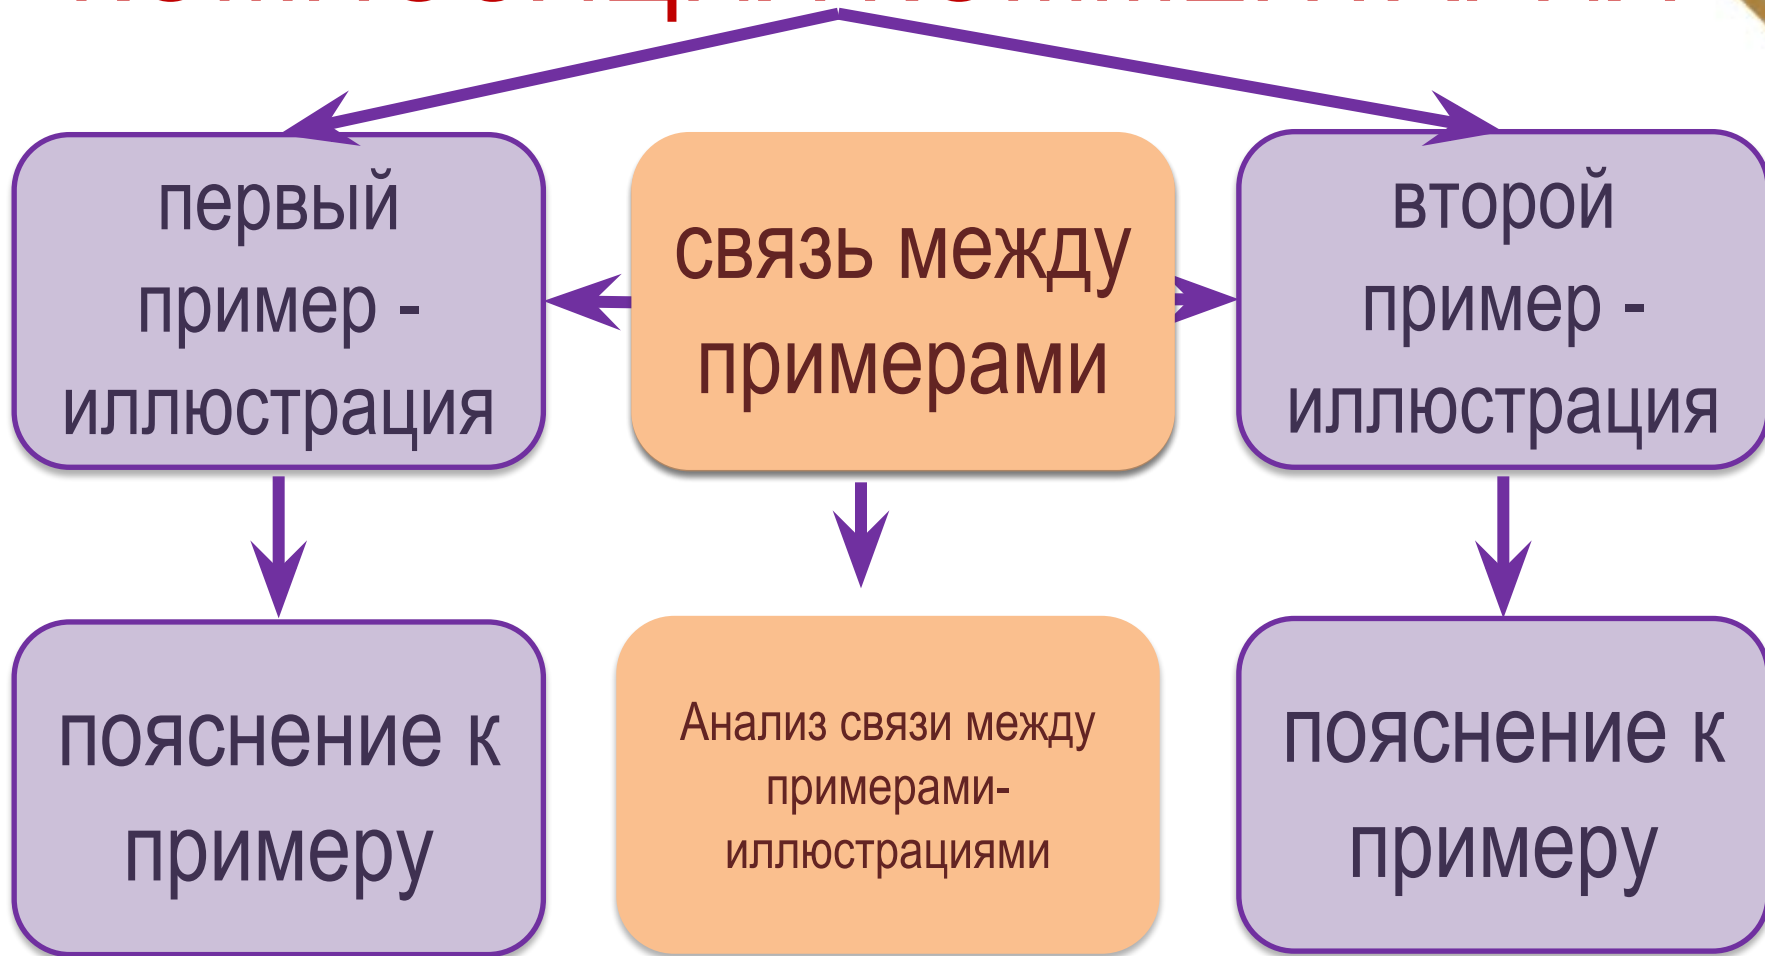 первый
пример -
иллюстрация
связь между
примерами
второй
пример -
иллюстрация
пояснение к
примеру
Анализ связи между
примерами-
иллюстрациями
пояснение к
примеру